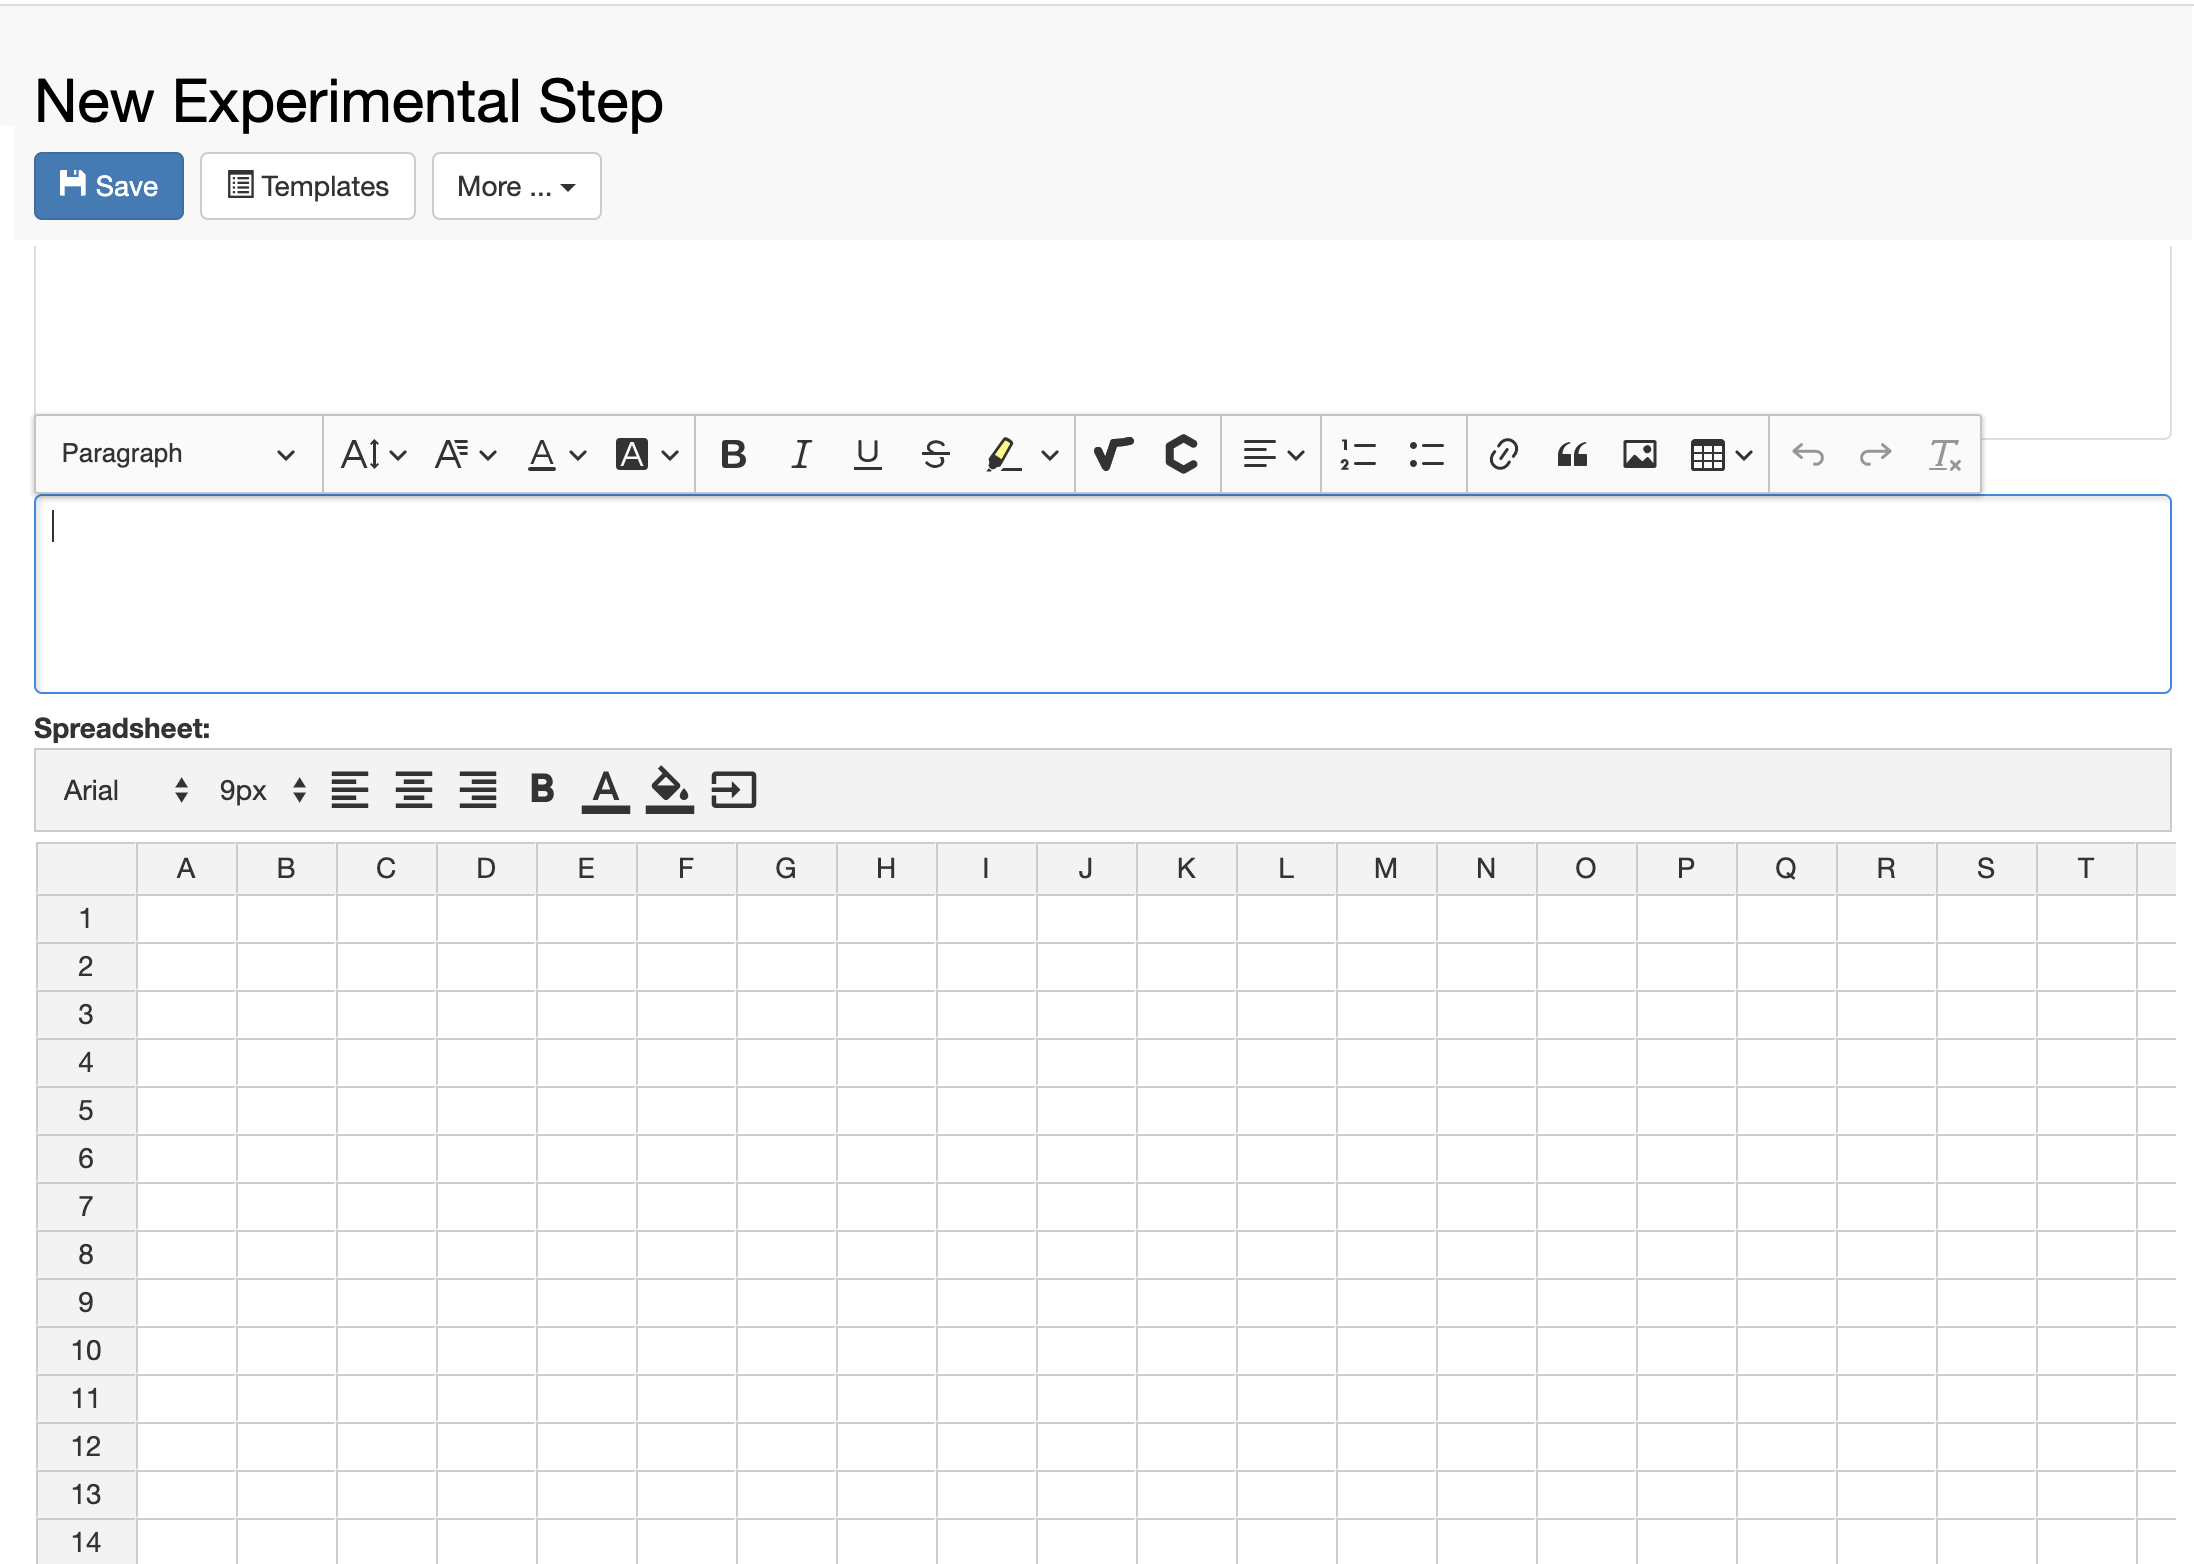 New Experimental Step
Save Templates More ...
Paragraph
Spreadsheet:
Arial 9px
A B C D E F G H I J K L M N O P Q R S T
1
2
3
4
5
6
7
8
9
10
11
12
13
14